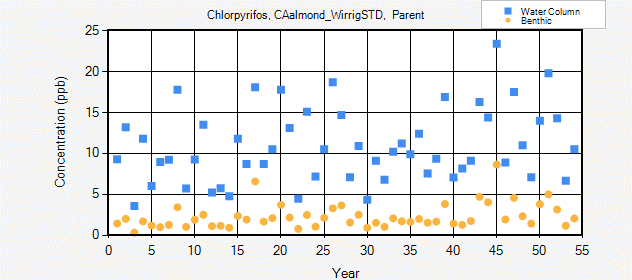 Chlorpyrifos, CAalmond_WirrigSTD, Parent
Water Column
Benthic
Concentration (ppb)
25
20
15
10
5
0
0 5 10 15 20 25 30 35 40 45 50 55
Year